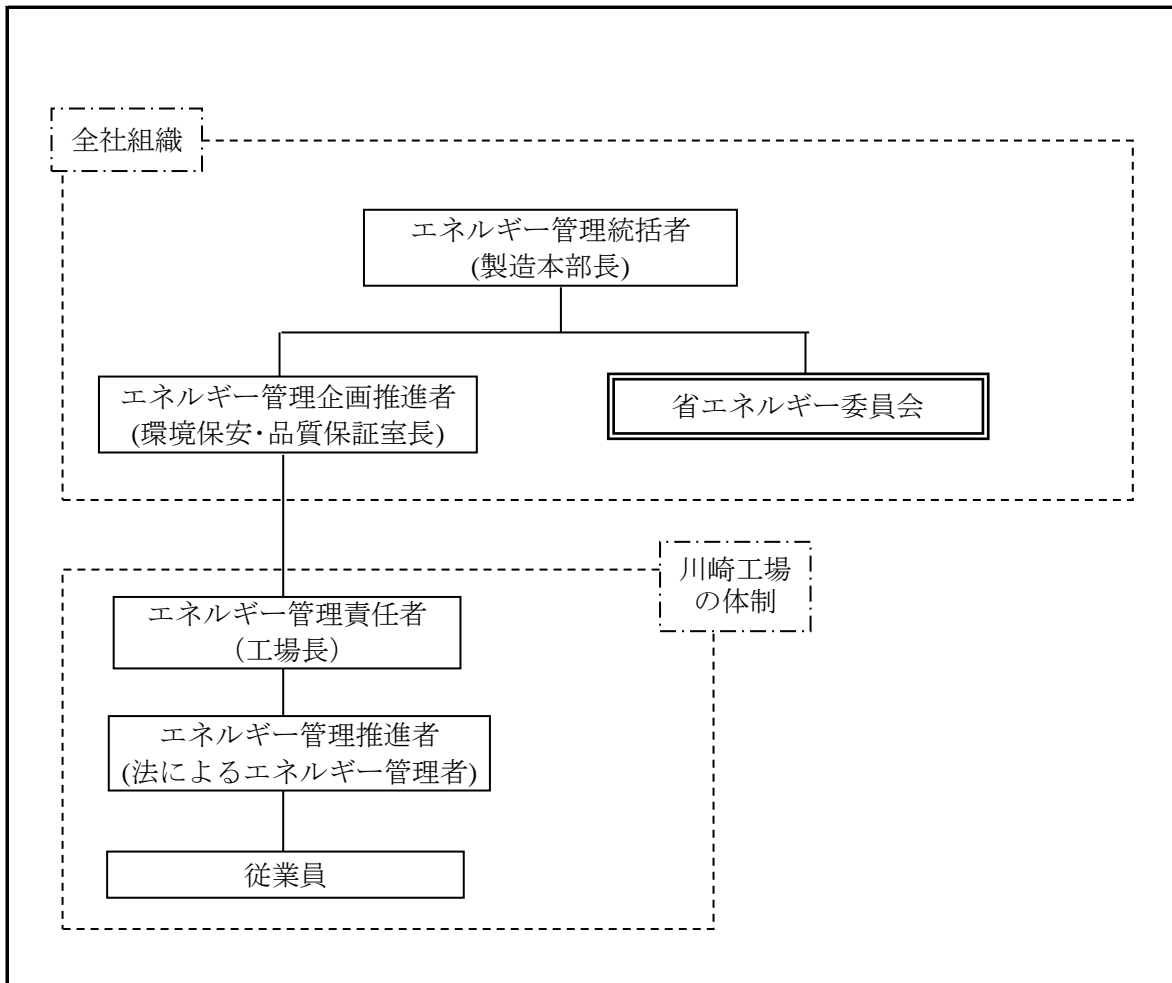 全社組織
エネルギー管理統括者
(製造本部長)
エネルギー管理企画推進者
(環境保安・品質保証室長)
省エネルギー委員会
川崎工場
の体制
エネルギー管理責任者
（工場長）
エネルギー管理推進者
(法によるエネルギー管理者)
従業員